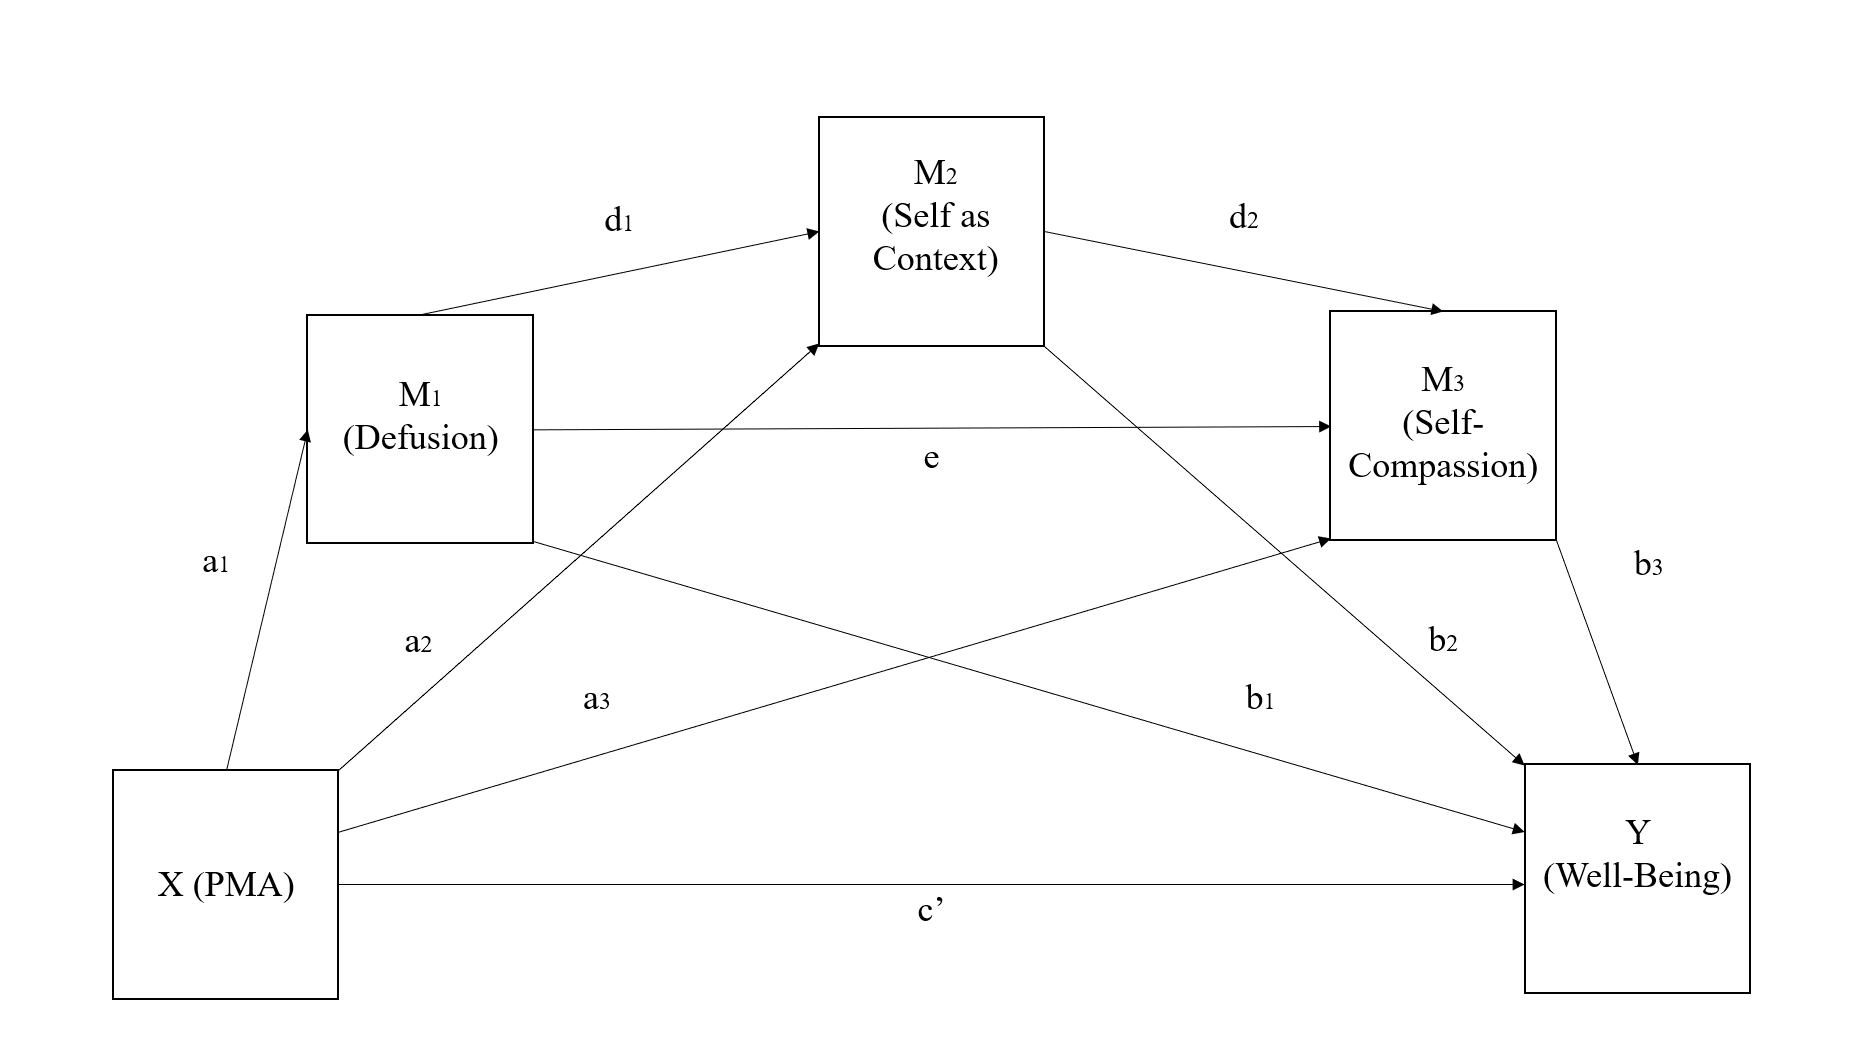 M2
(Self as
Context)
d1
d2
M1
(Defusion)
M3
(Self-
Compassion)
e
a1
b3
a2
b2
a3
b1
X (PMA)
Y
(Well-Being)
c’